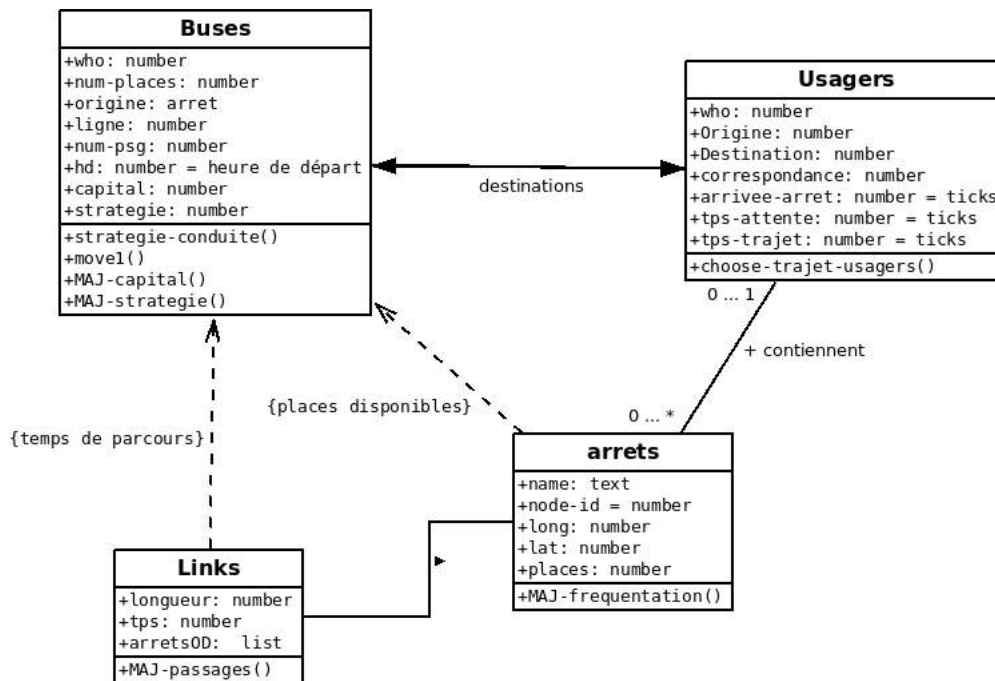 Buses
+who: number
+num-places: number
+origine: arret
+ligne: number
+num-psg: number
+hd: number = heure de départ
+capital: number
+strategie: number
+strategie-conduite()
+move1()
+MAJ-capital()
+MAJ-strategie()
destinations
Usagers
+who: number
+Origine: number
+Destination: number
+correspondance: number
+arrivee-arret: number = ticks
+tps-attente: number = ticks
+tps-trajet: number = ticks
+choose-trajet-usagers()
0 ... 1
+ contiennent
0 ... *
{places disponibles}
{temps de parcours}
arrets
+name: text
+node-id = number
+long: number
+lat: number
+places: number
+MAJ-frequentation()
Links
+longueur: number
+tps: number
+arretsOD: list
+MAJ-passages()